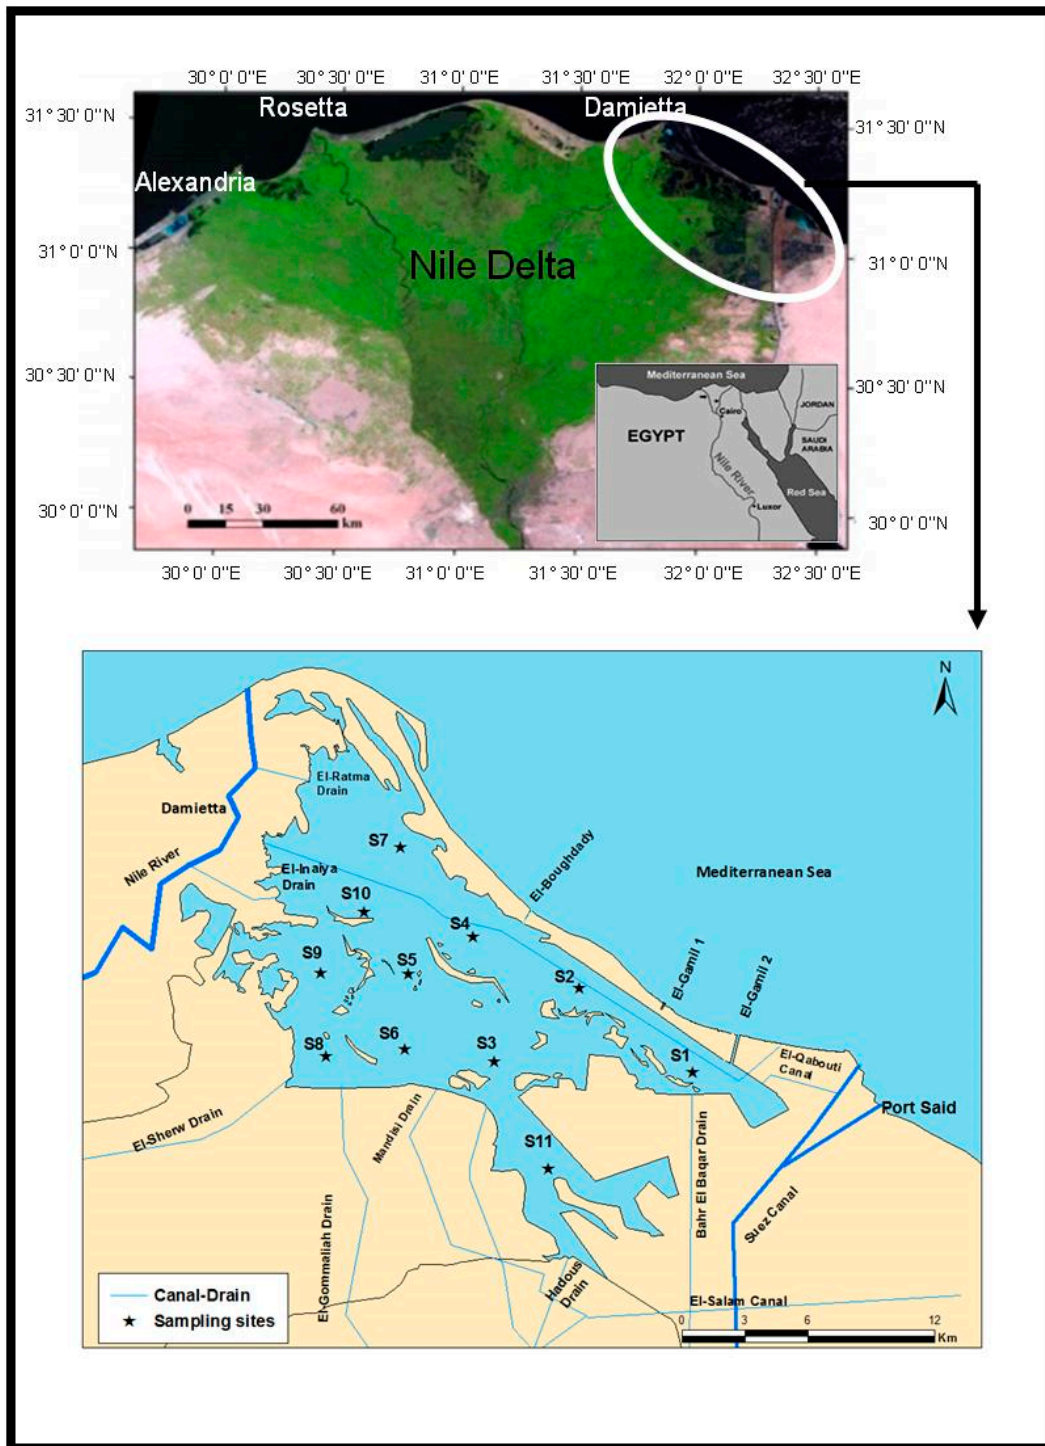 30° 0' 0"E 30° 30' 0"E 31° 0' 0"E 31° 30' 0"E 32° 0' 0"E 32° 30' 0"E
Rosetta
Damietta
31° 30' 0"N
31° 30' 0"N
Alexandria
31° 0' 0"N
31° 0' 0"N
Nile Delta
30° 30' 0"N
30° 30' 0"N
Mediterranean Sea
Cairo
JORDAN
EGYPT
SAUDI
ARABIA
Nile River
Red Sea
Luxor
0 15 30 60
km
30° 0' 0"N
30° 0' 0"N
30° 0' 0"E 30° 30' 0"E 31° 0' 0"E 31° 30' 0"E 32° 0' 0"E 32° 30' 0"E
N
El-Ratma
Drain
Damietta
S7
El-Boughdady
Nile River
El-Inaiya
Drain
Mediterranean Sea
S10
S4
S9
S5
S2
El-Gamil 1
El-Gamil 2
S8
S6
S3
S1
El-Qabouti
Canal
Port Said
El-Sherw Drain
Mandisi Drain
S11
Bahr El Baqar Drain
Suez Canal
El-Gommaliah Drain
Hadous
Drain
El-Salam Canal
Canal-Drain
Sampling sites
0 3 6 12
Km